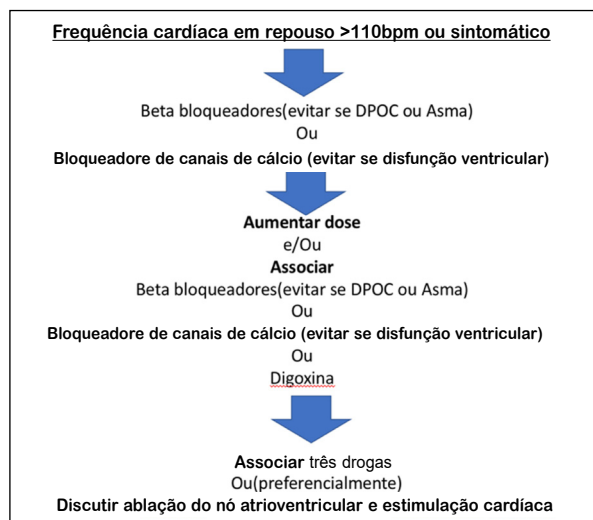 Frequência cardíaca em repouso >110bpm ou sintomático
Beta bloqueadores(evitar se DPOC ou Asma)
Ou
Bloqueadore de canais de cálcio (evitar se disfunção ventricular)
Aumentar dose
e/Ou
Associar
Beta bloqueadores(evitar se DPOC ou Asma)
Ou
Bloqueadore de canais de cálcio (evitar se disfunção ventricular)
Ou
Digoxina
Associar três drogas
Ou(preferencialmente)
Discutir ablação do nó atrioventricular e estimulação cardíaca